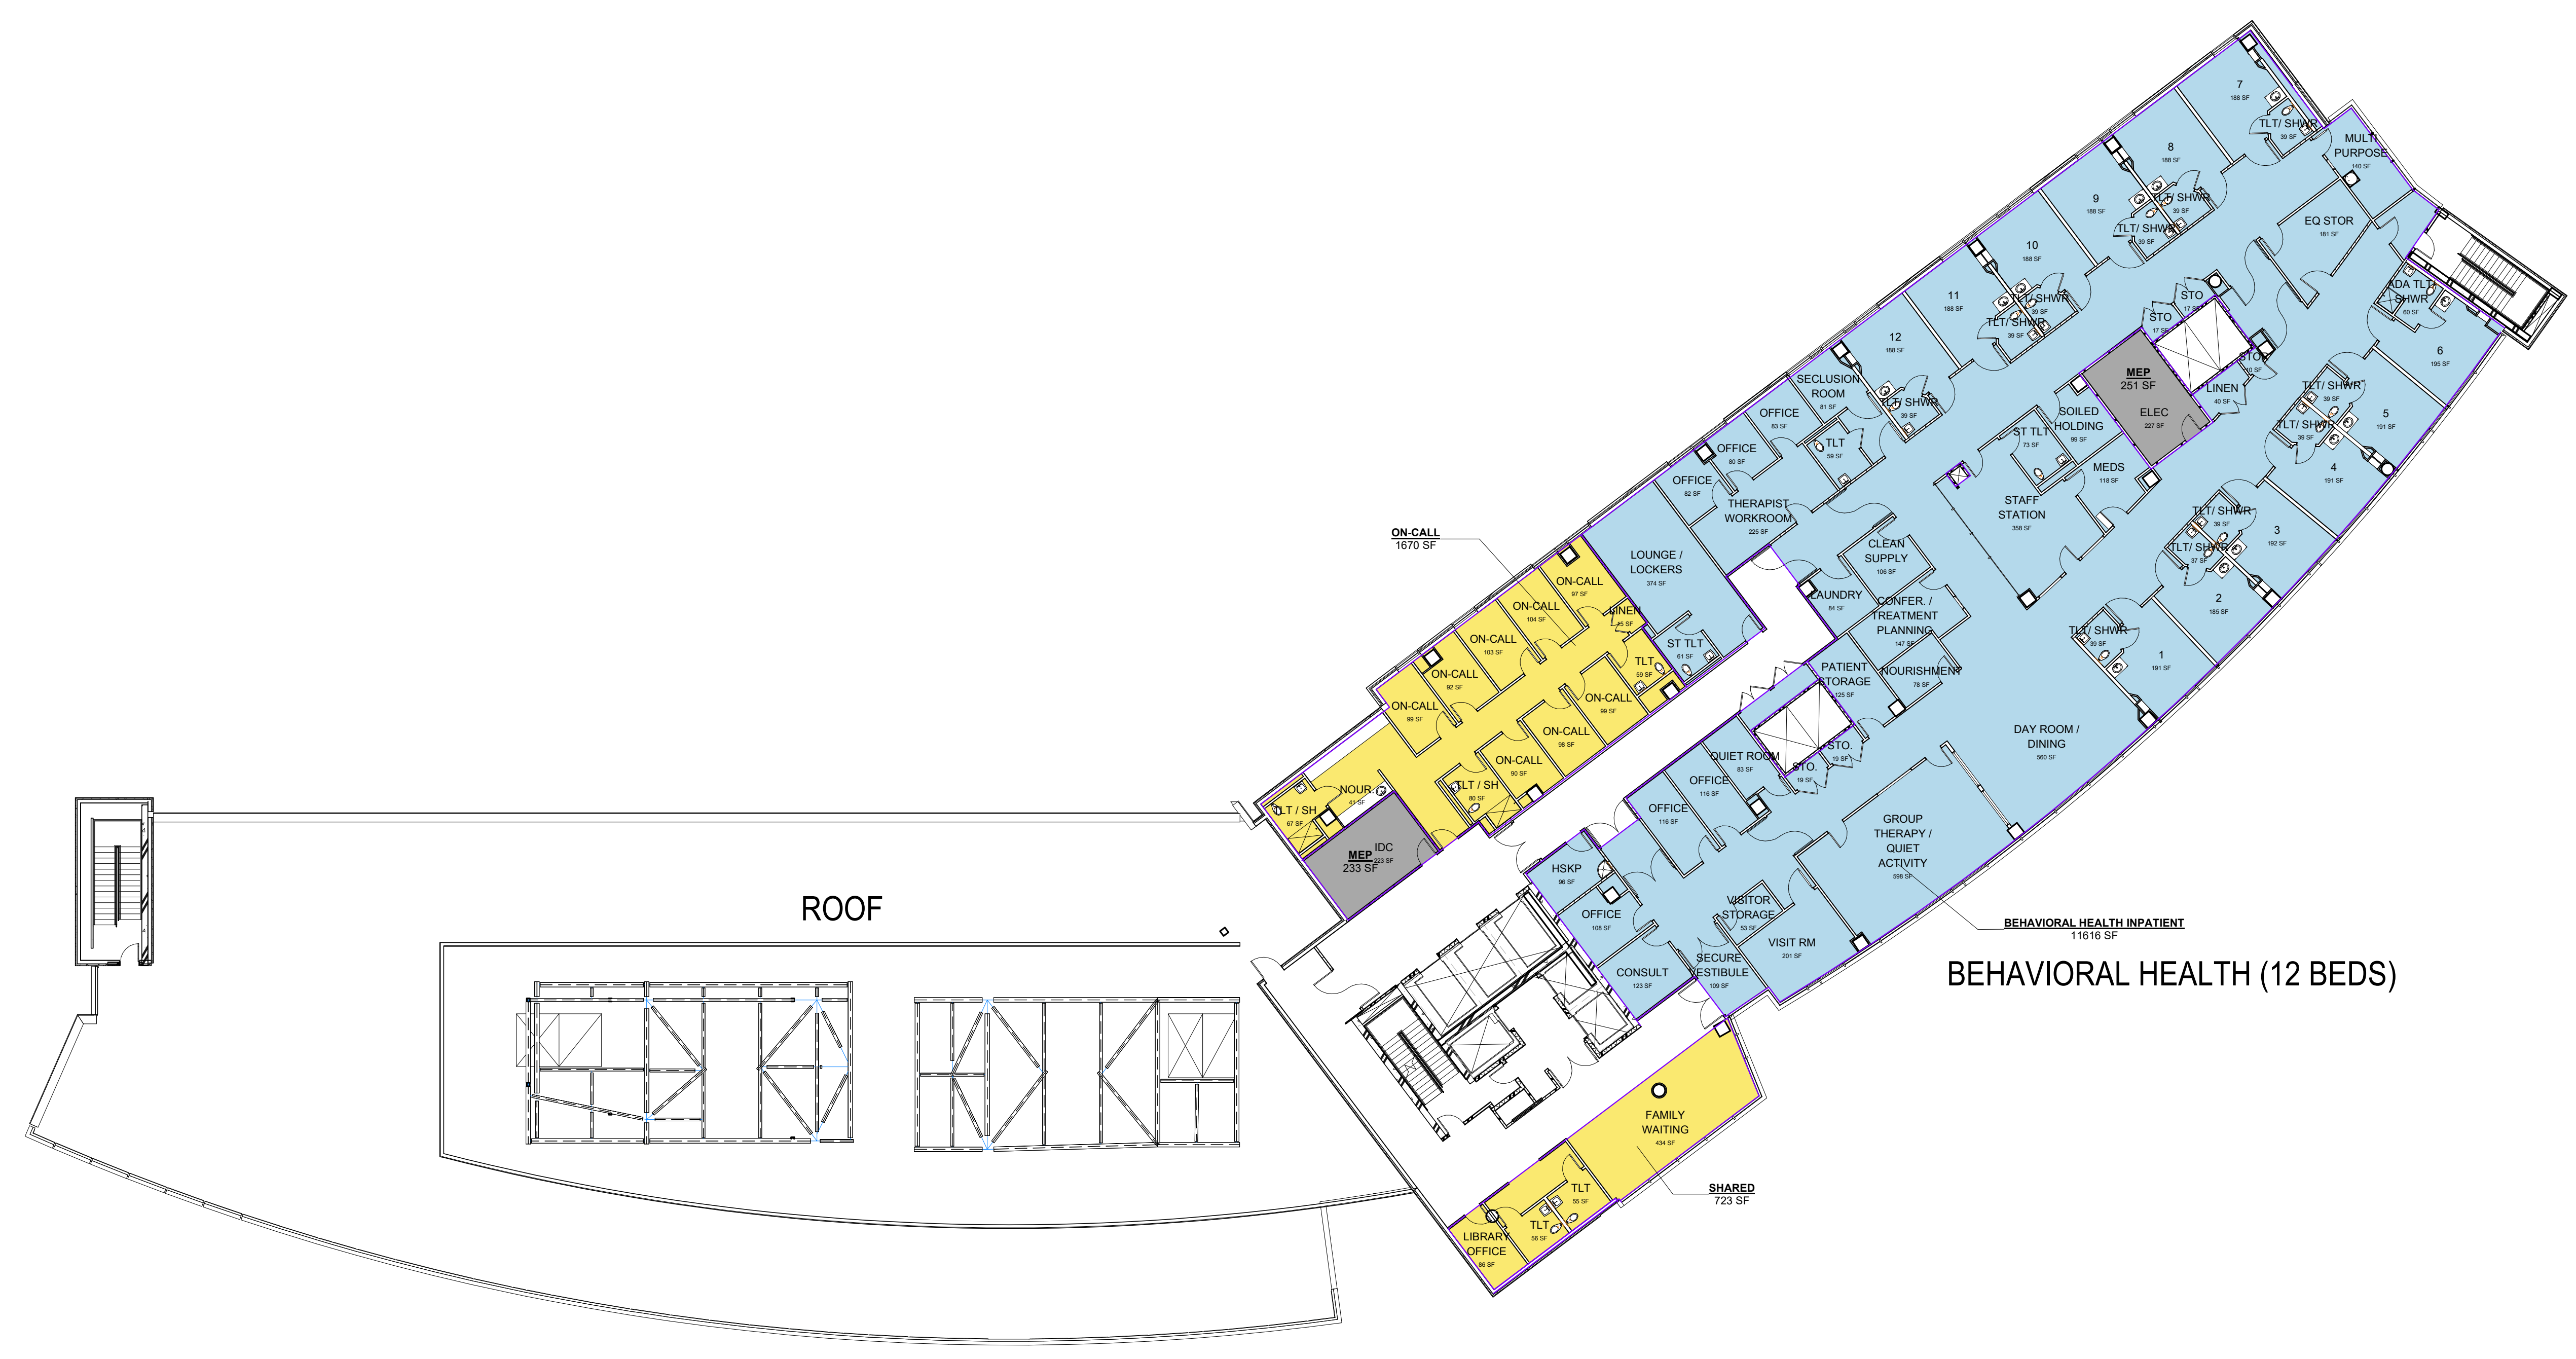 7
188 SF
TLT/ SHWR
39 SF
MULTI
PURPOSE
140 SF
8
188 SF
TLT/ SHWR
39 SF
9
188 SF
TLT/ SHWR
39 SF
EQ STOR
181 SF
10
188 SF
TLT/ SHWR
39 SF
11
188 SF
TLT/ SHWR
39 SF
STO
17 SF
STO
17 SF
ADA TLT/
SHWR
60 SF
12
188 SF
TLT/ SHWR
39 SF
6
195 SF
STOR
LINEN
40 SF
MEP
251 SF
ELEC
227 SF
SECLUSION
ROOM
81 SF
OFFICE
83 SF
OFFICE
80 SF
OFFICE
82 SF
TLT
59 SF
SOILED
HOLDING
99 SF
ST TLT
73 SF
MEDS
118 SF
STAFF
STATION
358 SF
TLT/ SHWR
39 SF
5
191 SF
TLT/ SHWR
39 SF
4
191 SF
TLT/ SHWR
39 SF
3
192 SF
TLT/ SHWR
37 SF
2
185 SF
TLT/ SHWR
39 SF
1
191 SF
THERAPIST
WORKROOM
225 SF
CLEAN
SUPPLY
106 SF
LOUNGE /
LOCKERS
374 SF
LAUNDRY
84 SF
CONFER. /
TREATMENT
PLANNING
147 SF
ST TLT
61 SF
PATIENT
STORAGE
125 SF
NOURISHMENT
78 SF
DAY ROOM /
DINING
560 SF
ON-CALL
1670 SF
ON-CALL
97 SF
ON-CALL
104 SF
LINEN
15 SF
ON-CALL
103 SF
ON-CALL
92 SF
ON-CALL
99 SF
TLT
59 SF
ON-CALL
99 SF
ON-CALL
98 SF
ON-CALL
90 SF
TLT / SH
80 SF
NOUR.
41 SF
TLT / SH
67 SF
IDC
223 SF
MEP
233 SF
QUIET ROOM
83 SF
STO.
19 SF
STO.
19 SF
OFFICE
116 SF
OFFICE
116 SF
GROUP
THERAPY /
QUIET
ACTIVITY
598 SF
HSKP
96 SF
OFFICE
108 SF
VISITOR
STORAGE
53 SF
VISIT RM
201 SF
CONSULT
123 SF
SECURE
VESTIBULE
109 SF
BEHAVIORAL HEALTH INPATIENT
11616 SF
BEHAVIORAL HEALTH (12 BEDS)
ROOF
FAMILY
WAITING
434 SF
SHARED
723 SF
TLT
55 SF
TLT
56 SF
LIBRARY
OFFICE
86 SF